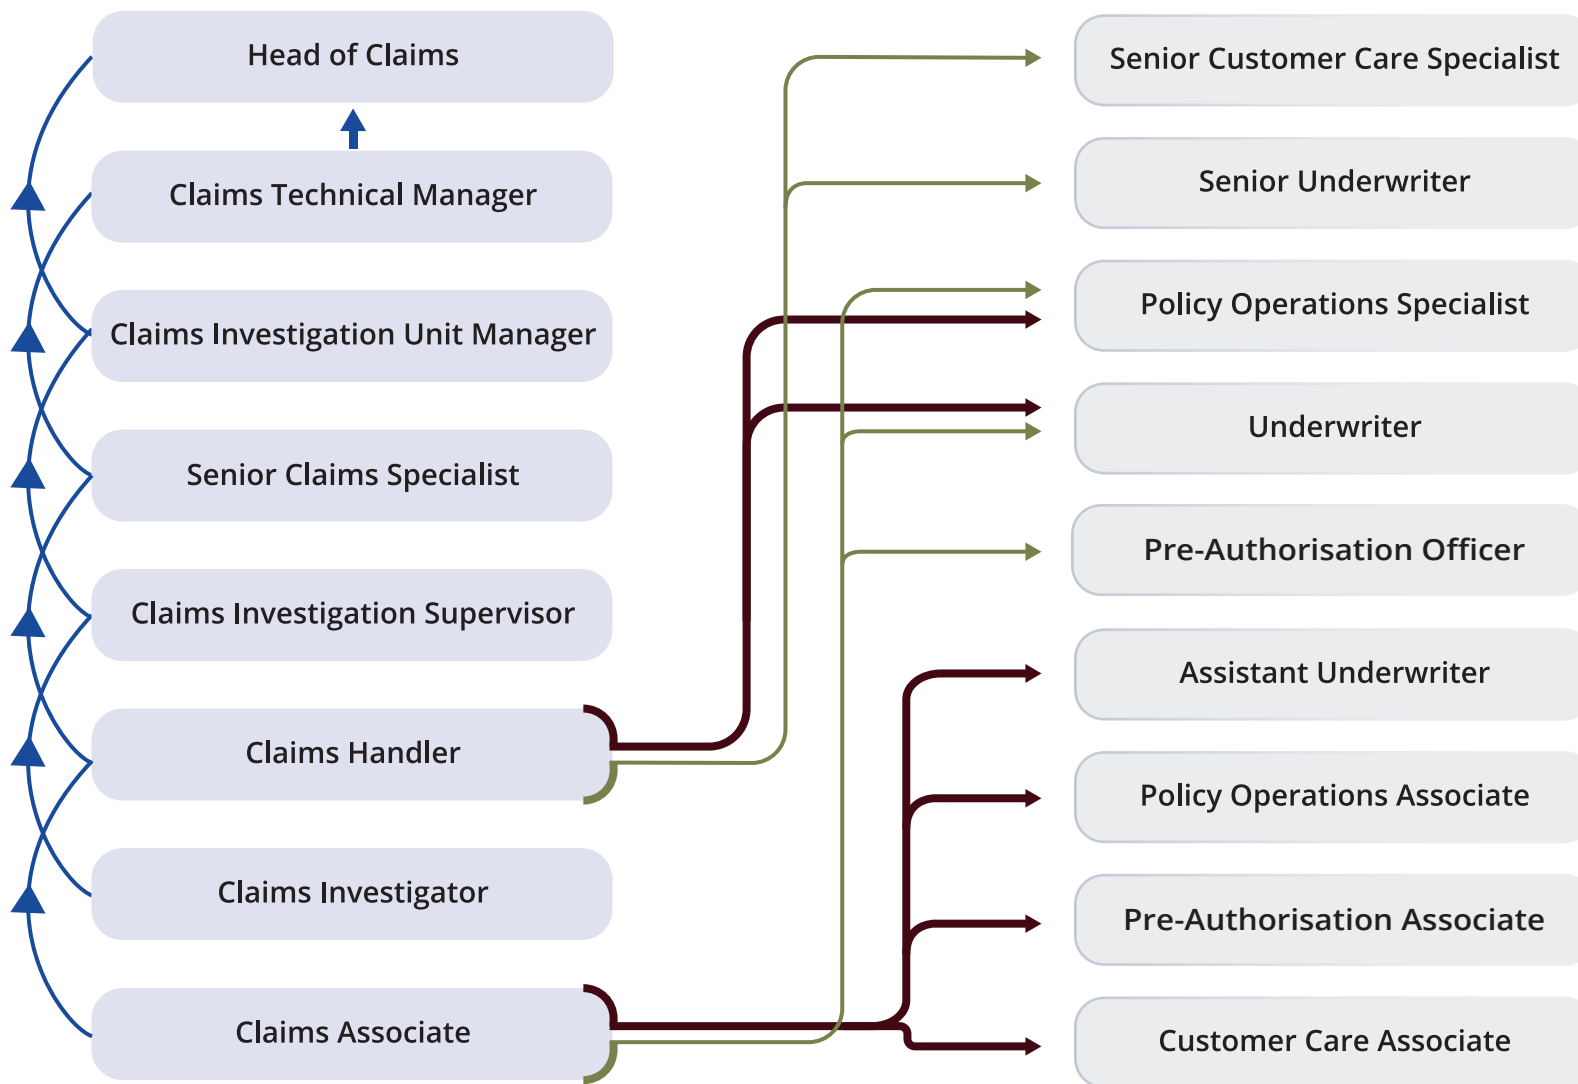 Head of Claims
Claims Technical Manager
Claims Investigation Unit Manager
Senior Claims Specialist
Claims Investigation Supervisor
Claims Handler
Claims Investigator
Claims Associate
Senior Customer Care Specialist
Senior Underwriter
Policy Operations Specialist
Underwriter
Pre-Authorisation Officer
Assistant Underwriter
Policy Operations Associate
Pre-Authorisation Associate
Customer Care Associate